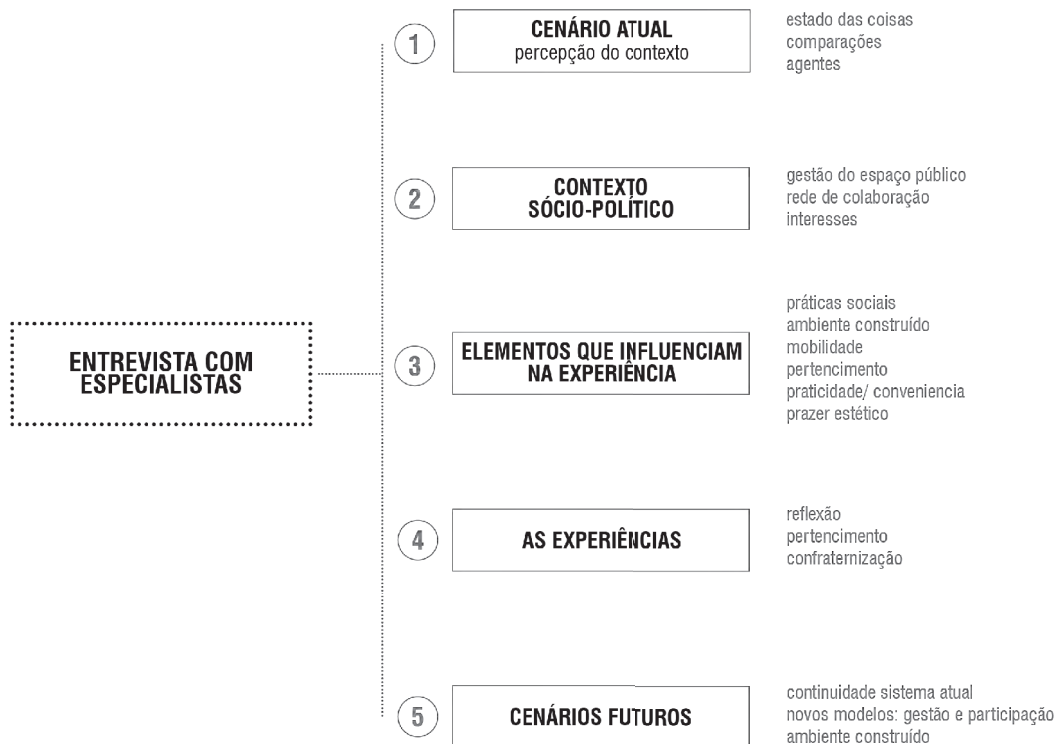 1
CENÁRIO ATUAL
percepção do contexto
estado das coisas
comparações
agentes
2
CONTEXTO
SÓCIO-POLÍTICO
gestão do espaço público
rede de colaboração
interesses
ENTREVISTA COM
ESPECIALISTAS
3
ELEMENTOS QUE INFLUENCIAM
NA EXPERIÊNCIA
práticas sociais
ambiente construído
mobilidade
pertencimento
praticidade/ conveniencia
prazer estético
4
AS EXPERIÊNCIAS
reflexão
pertencimento
confraternização
5
CENÁRIOS FUTUROS
continuidade sistema atual
novos modelos: gestão e participação
ambiente construído